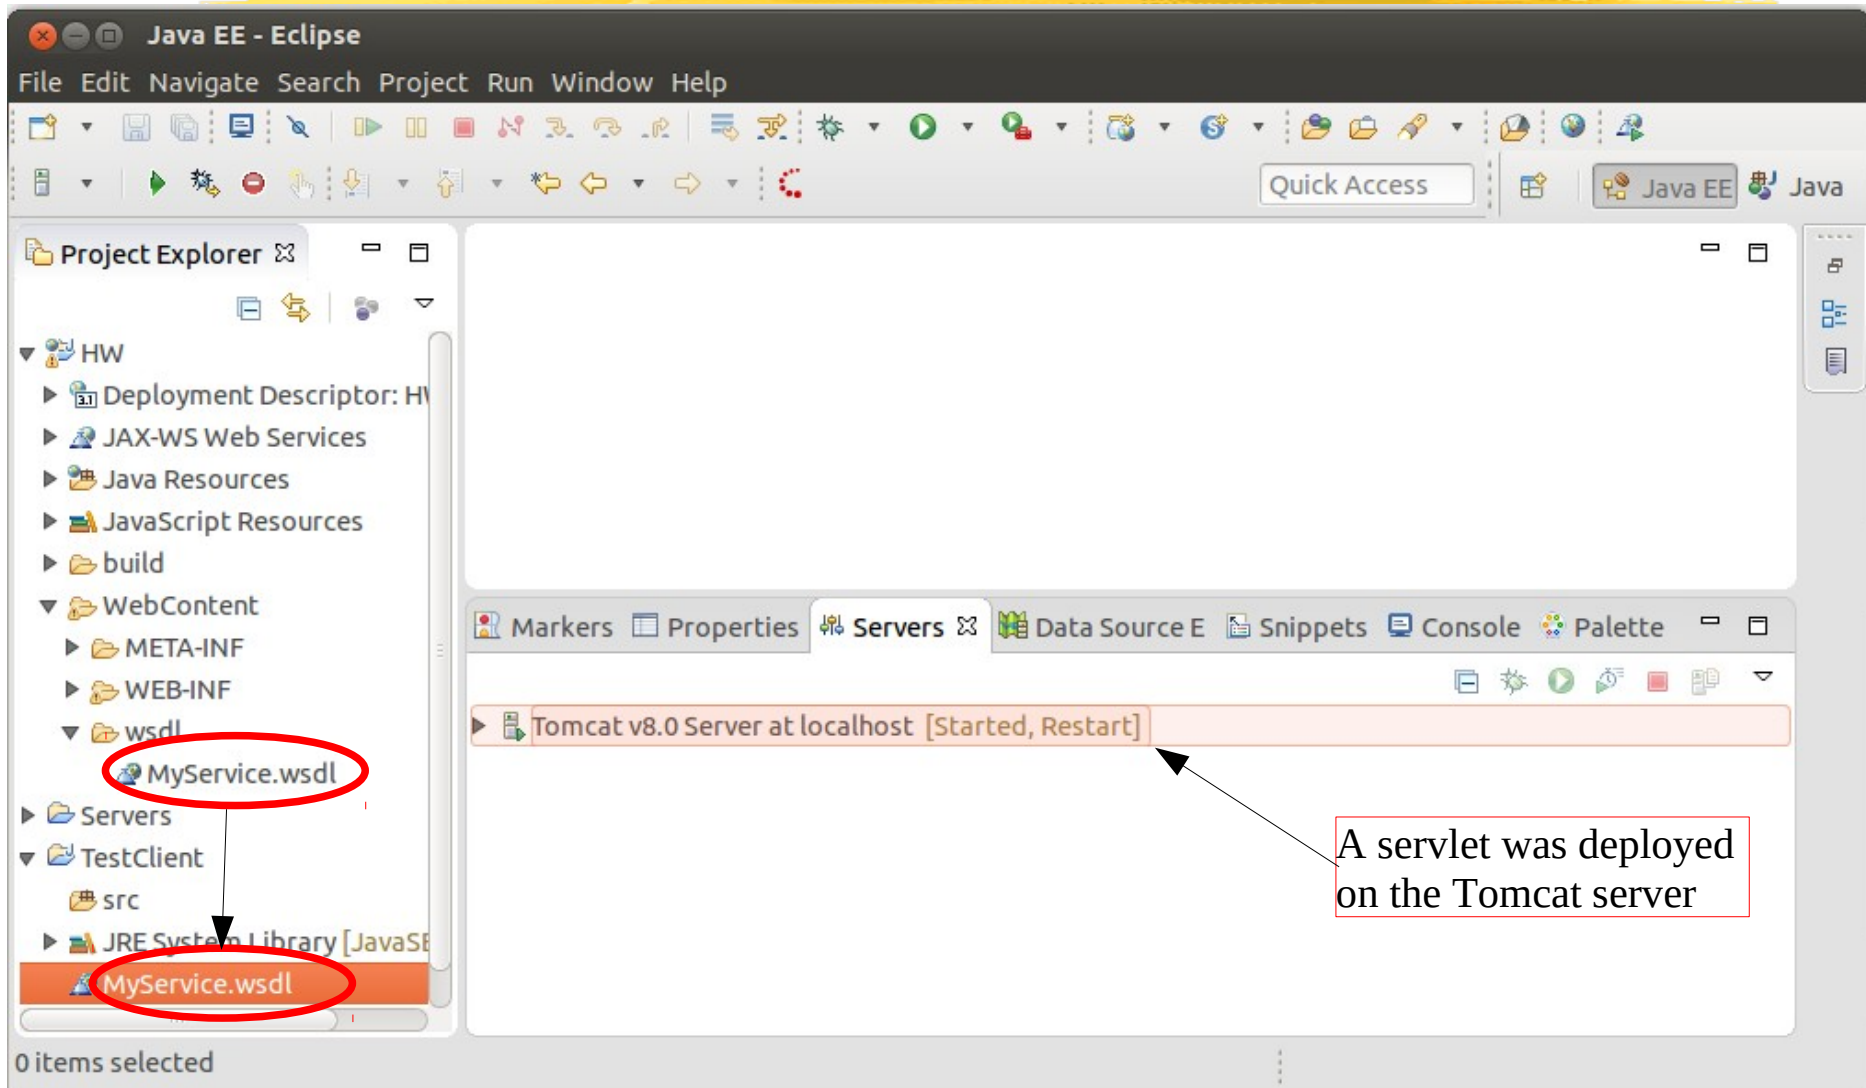 Java EE - Eclipse
File Edit Navigate Search Project Run Window Help
Quick Access
Java EE
Java
Project Explorer
HW
Deployment Descriptor: H
JAX-WS Web Services
Java Resources
JavaScript Resources
build
WebContent
META-INF
WEB-INF
wsdl
MyService.wsdl
Servers
TestClient
src
JRE System Library [JavaSE
MyService.wsdl
Markers Properties Servers Data Source E Snippets Console Palette
Tomcat v8.0 Server at localhost [Started, Restart]
A servlet was deployed
on the Tomcat server
0 items selected